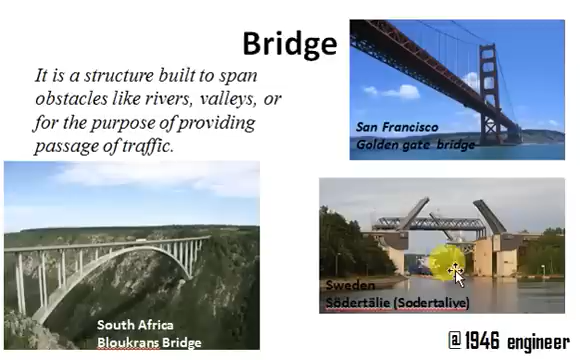 Bridge
It is a structure built to span
obstacles like rivers, valleys, or
for the purpose of providing
passage of traffic.
San Francisco
Golden gate bridge
Sweden
Södertälie (Sodertalive)
South Africa
Bloukrans Bridge
@ 1946 engineer